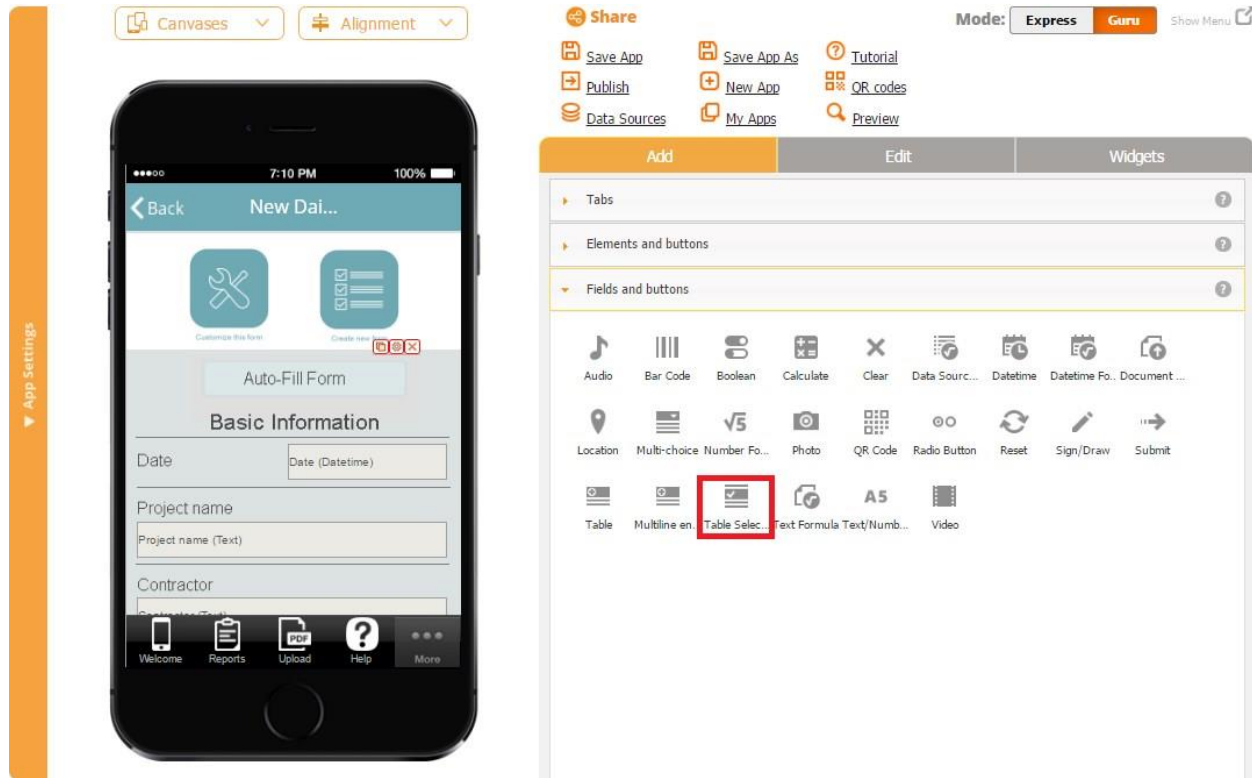 Canvases
Alignment
Share
Mode: Express Guru Show Menu
Save App Save App As Tutorial
Publish New App QR codes
Data Sources My Apps Preview
App Settings
7:10 PM 100%
Back New Dai...
Customize this form Create new
Auto-Fill Form
Basic Information
Date Date (Datetime)
Project name
Project name (Text)
Contractor
Contractor (Text)
Welcome Reports PDF Upload Help More
Add Edit Widgets
Tabs
Elements and buttons
Fields and buttons
Audio Bar Code Boolean Calculate Clear Data Sourc... Datetime Datetime Fo... Document ...
Location Multi-choice Number Fo... Photo QR Code Radio Button Reset Sign/Draw Submit
√5
A5
Table Multiline en... Table Selec... Text Formula Text/Numb... Video